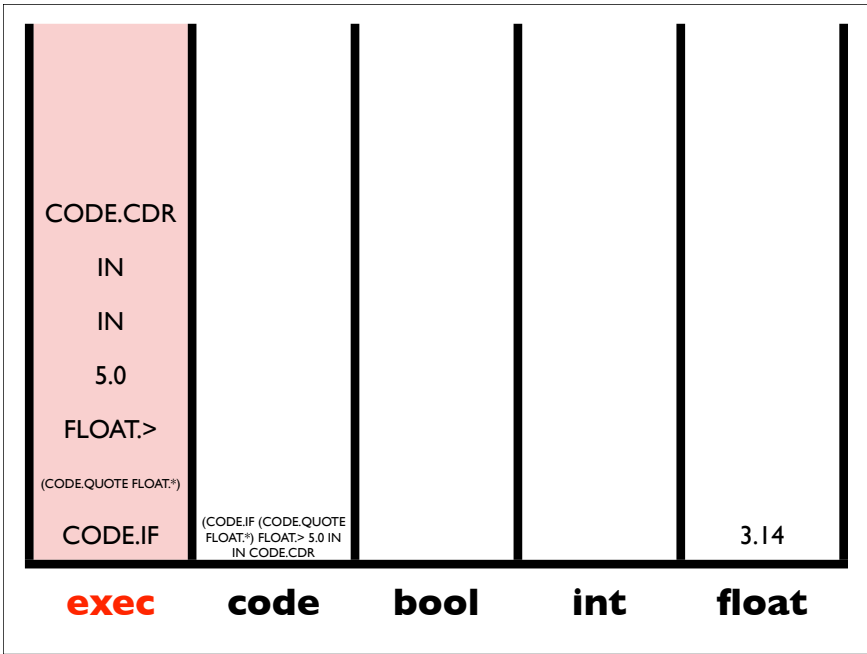 CODE.CDR
IN
IN
5.0
FLOAT.>
(CODE.QUOTE FLOAT.*)
CODE.IF
(CODE.IF (CODE.QUOTE
FLOAT.*) FLOAT.> 5.0 IN
IN CODE.CDR
3.14
exec
code
bool
int
float